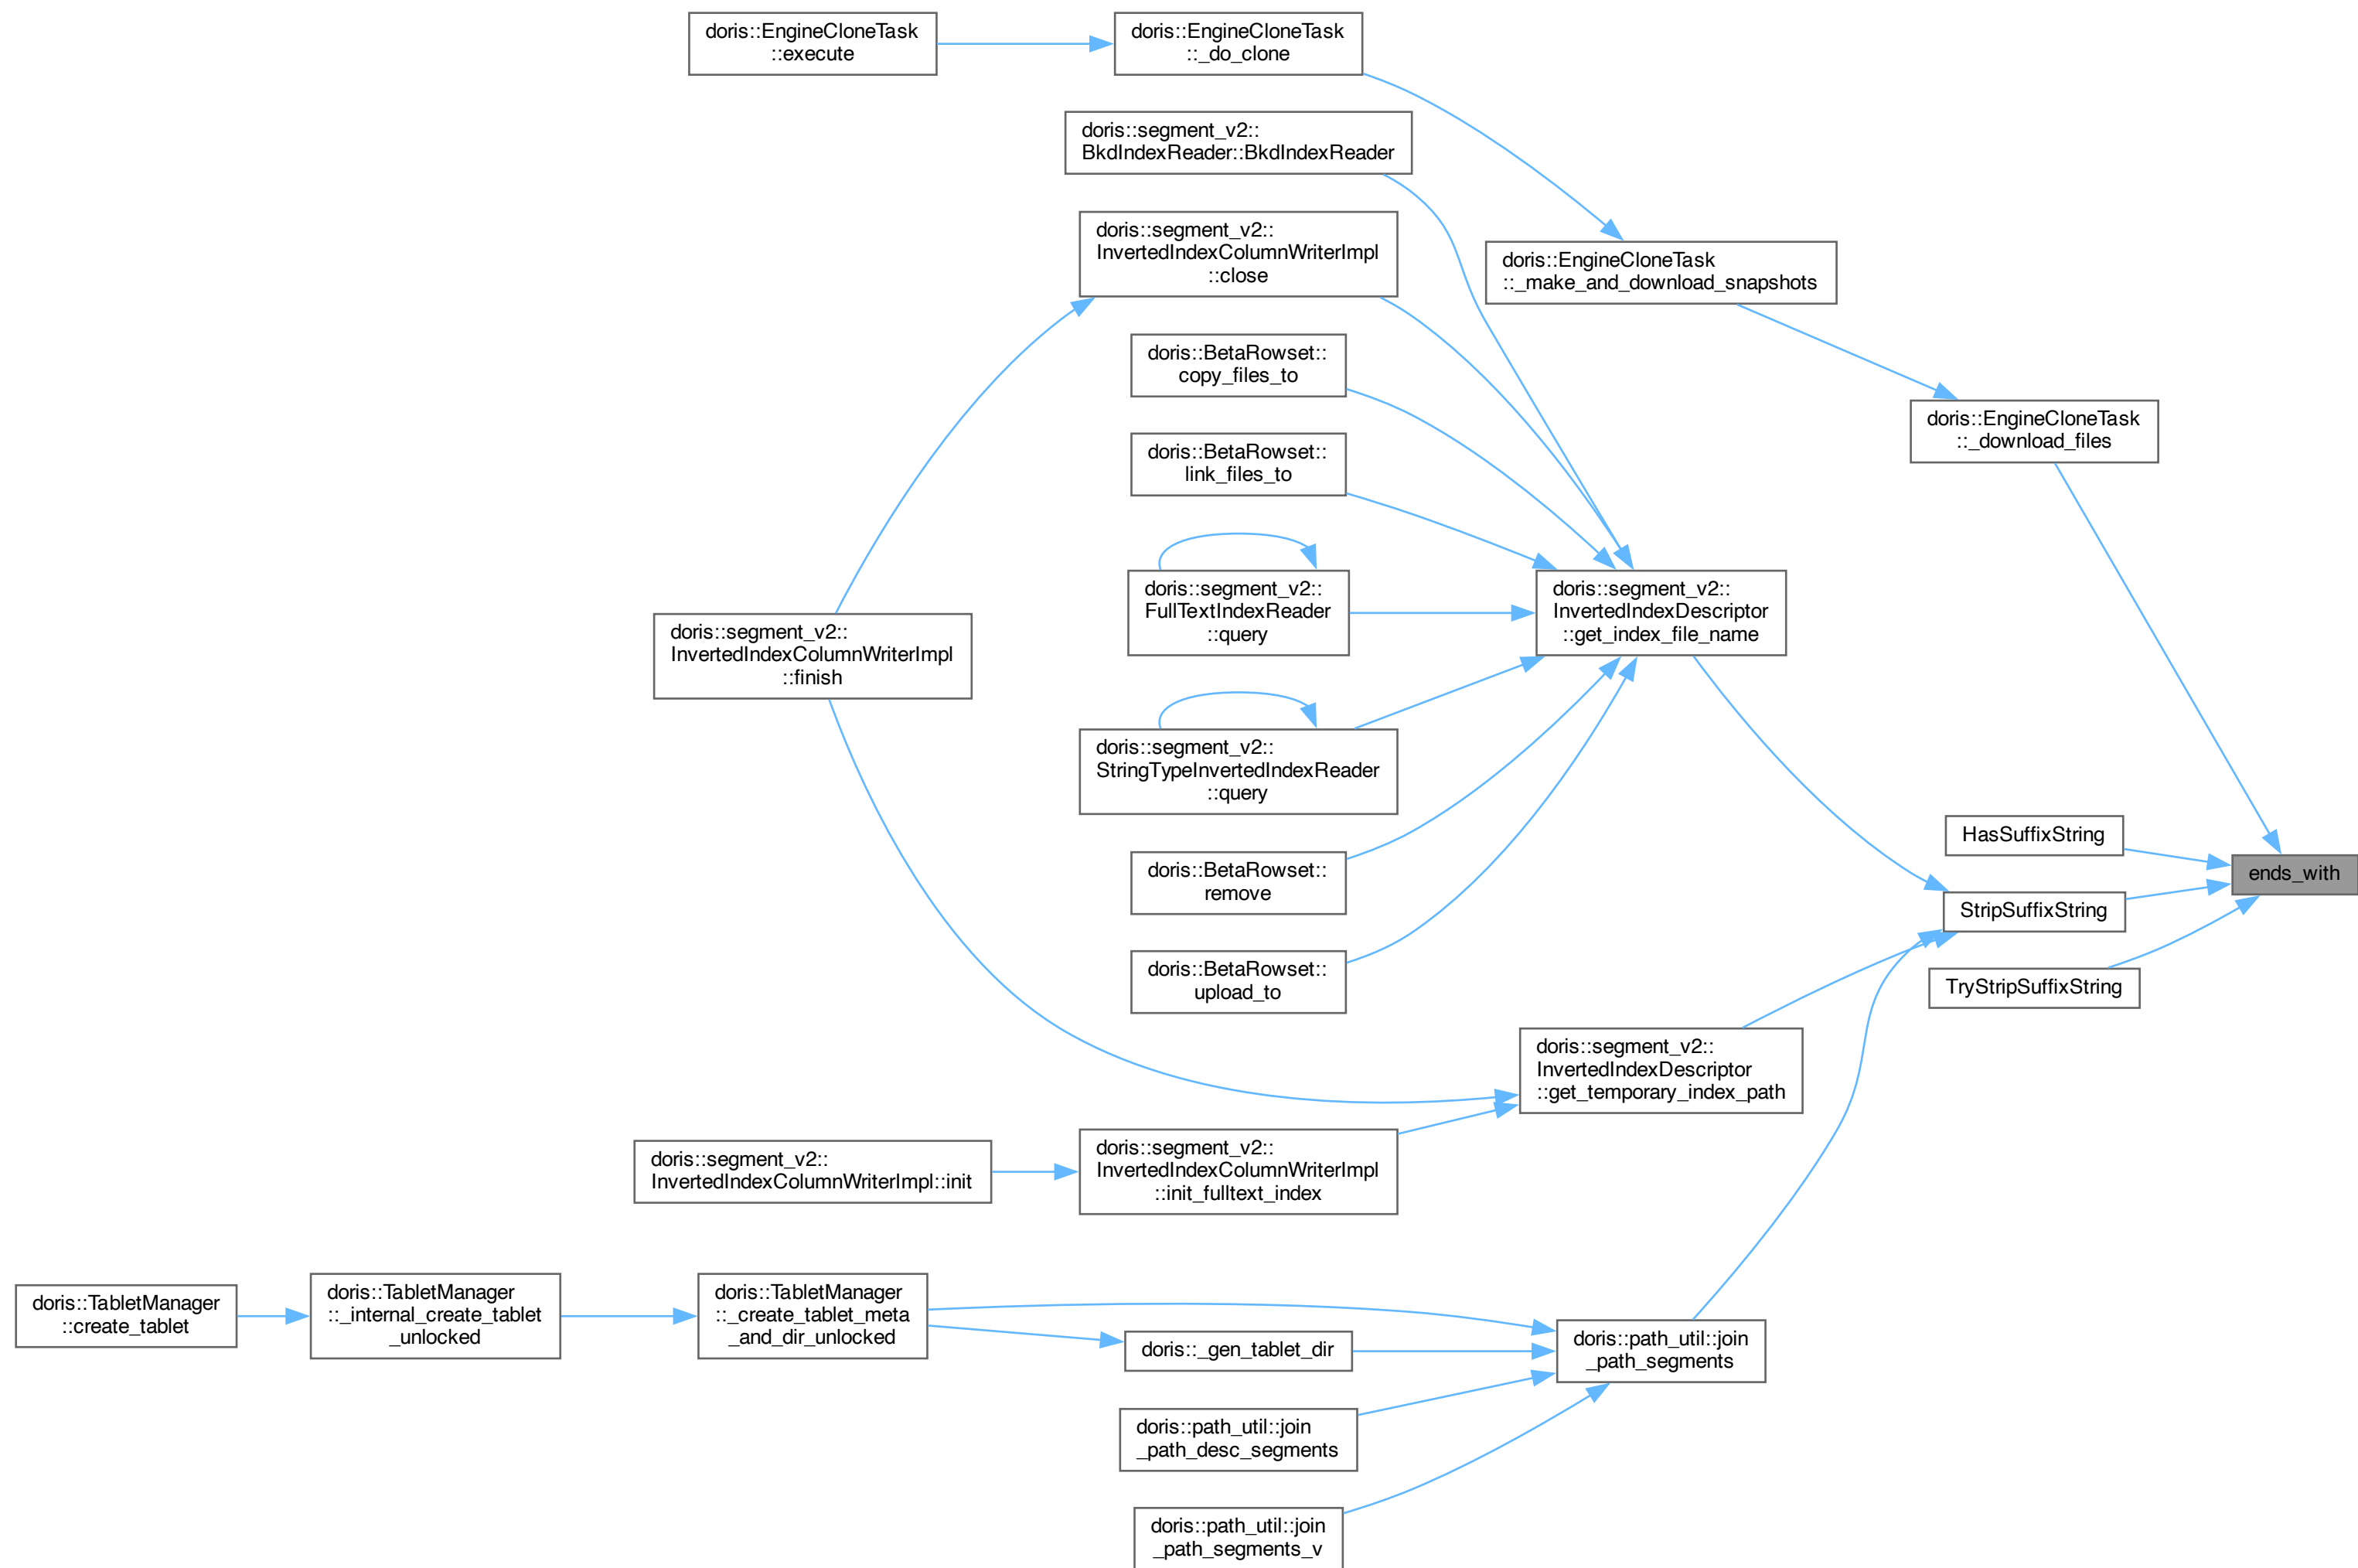 doris::EngineCloneTask
::execute
doris::EngineCloneTask
::_do_clone
doris::segment_v2::
BkdIndexReader::BkdIndexReader
doris::segment_v2::
InvertedIndexColumnWriterImpl
::close
doris::EngineCloneTask
::_make_and_download_snapshots
doris::BetaRowset::
copy_files_to
doris::EngineCloneTask
::_download_files
doris::BetaRowset::
link_files_to
doris::segment_v2::
FullTextIndexReader
::query
doris::segment_v2::
InvertedIndexDescriptor
::get_index_file_name
doris::segment_v2::
InvertedIndexColumnWriterImpl
::finish
doris::segment_v2::
StringTypeInvertedIndexReader
::query
HasSuffixString
ends_with
doris::BetaRowset::
remove
StripSuffixString
doris::BetaRowset::
upload_to
TryStripSuffixString
doris::segment_v2::
InvertedIndexDescriptor
::get_temporary_index_path
doris::segment_v2::
InvertedIndexColumnWriterImpl::init
doris::segment_v2::
InvertedIndexColumnWriterImpl
::init_fulltext_index
doris::TabletManager
::create_tablet
doris::TabletManager
::_internal_create_tablet
_unlocked
doris::TabletManager
::_create_tablet_meta
_and_dir_unlocked
doris::_gen_tablet_dir
doris::path_util::join
_path_segments
doris::path_util::join
_path_desc_segments
doris::path_util::join
_path_segments_v